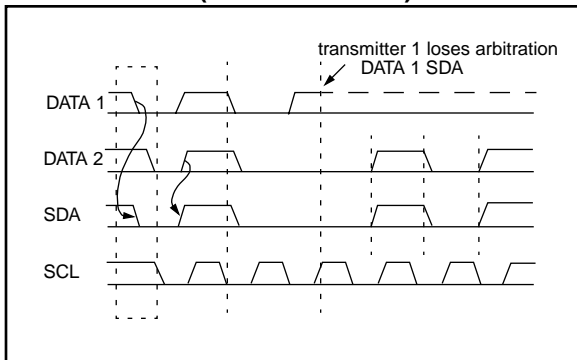 transmitter 1 loses arbitration
DATA 1 SDA
DATA 1
DATA 2
SDA
SCL